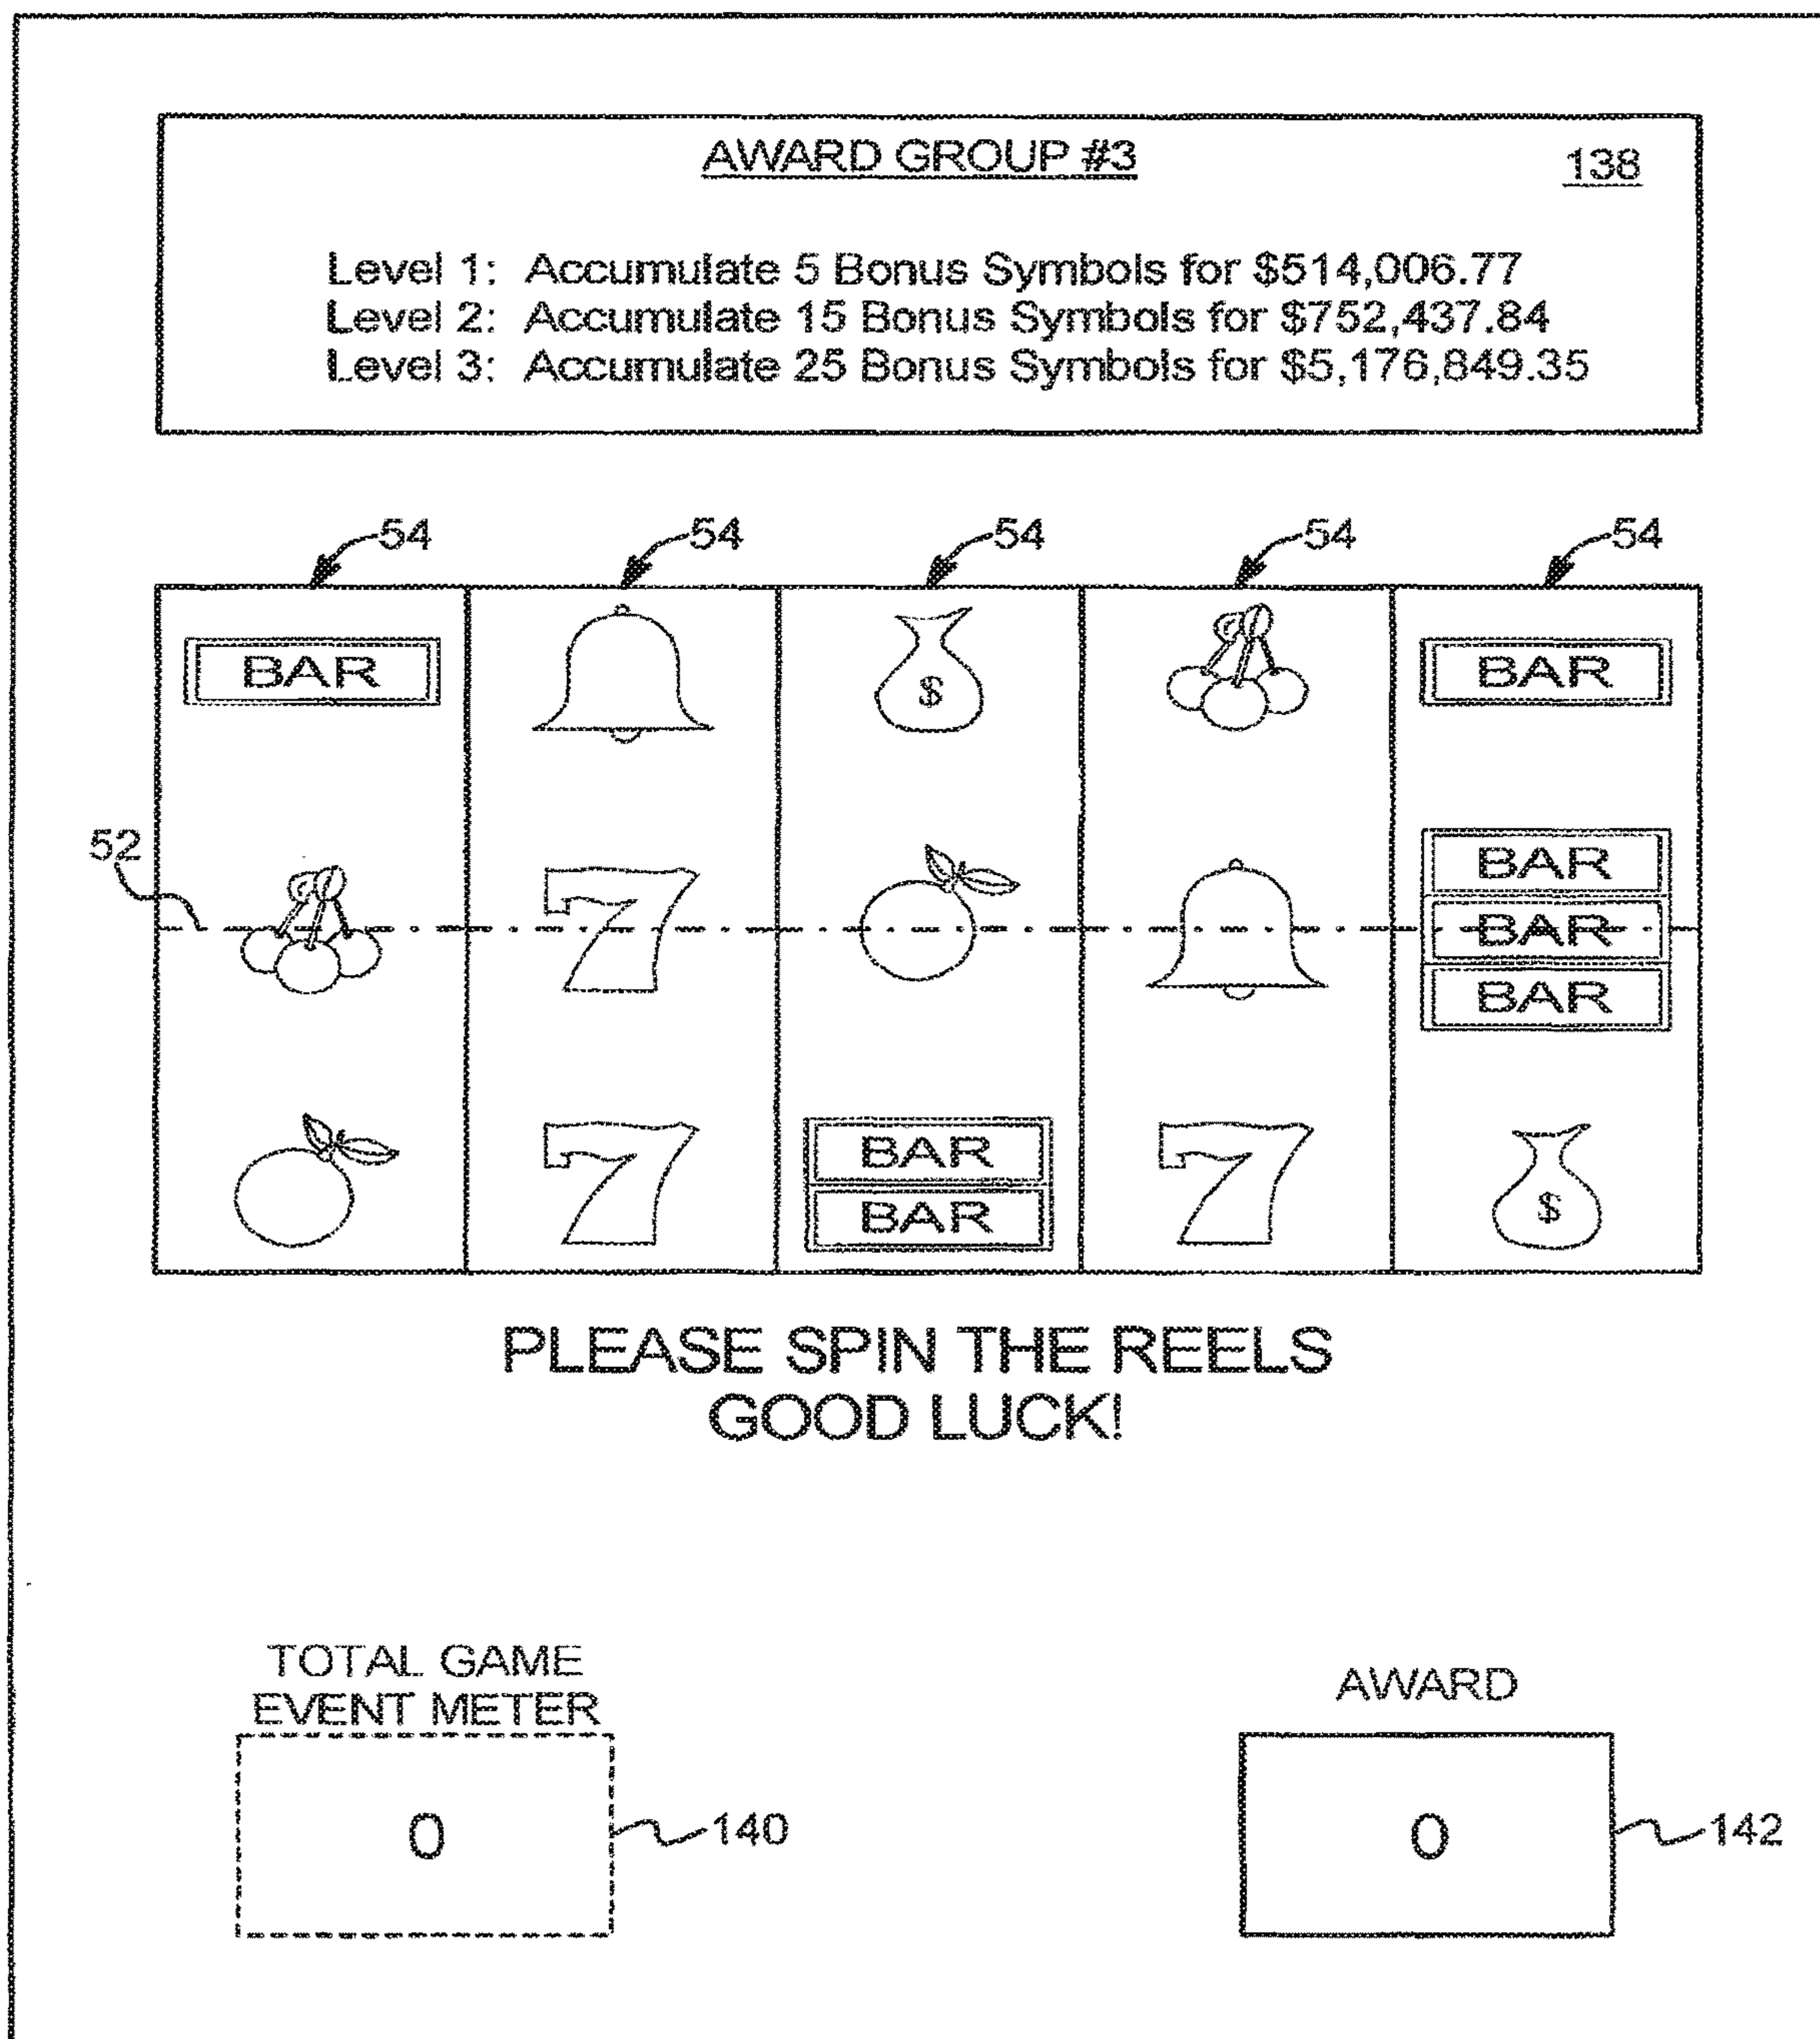 AWARD GROUP #3
138
Level 1: Accumulate 5 Bonus Symbols for $514,006.77
Level 2: Accumulate 15 Bonus Symbols for $752,437.84
Level 3: Accumulate 25 Bonus Symbols for $5,176,849.35
54 54 54 54 54
BAR $ BAR
52
BAR
7 BAR
BAR
7 BAR 7 $
BAR
PLEASE SPIN THE REELS
GOOD LUCK!
TOTAL GAME
EVENT METER
0 140
AWARD
0 142